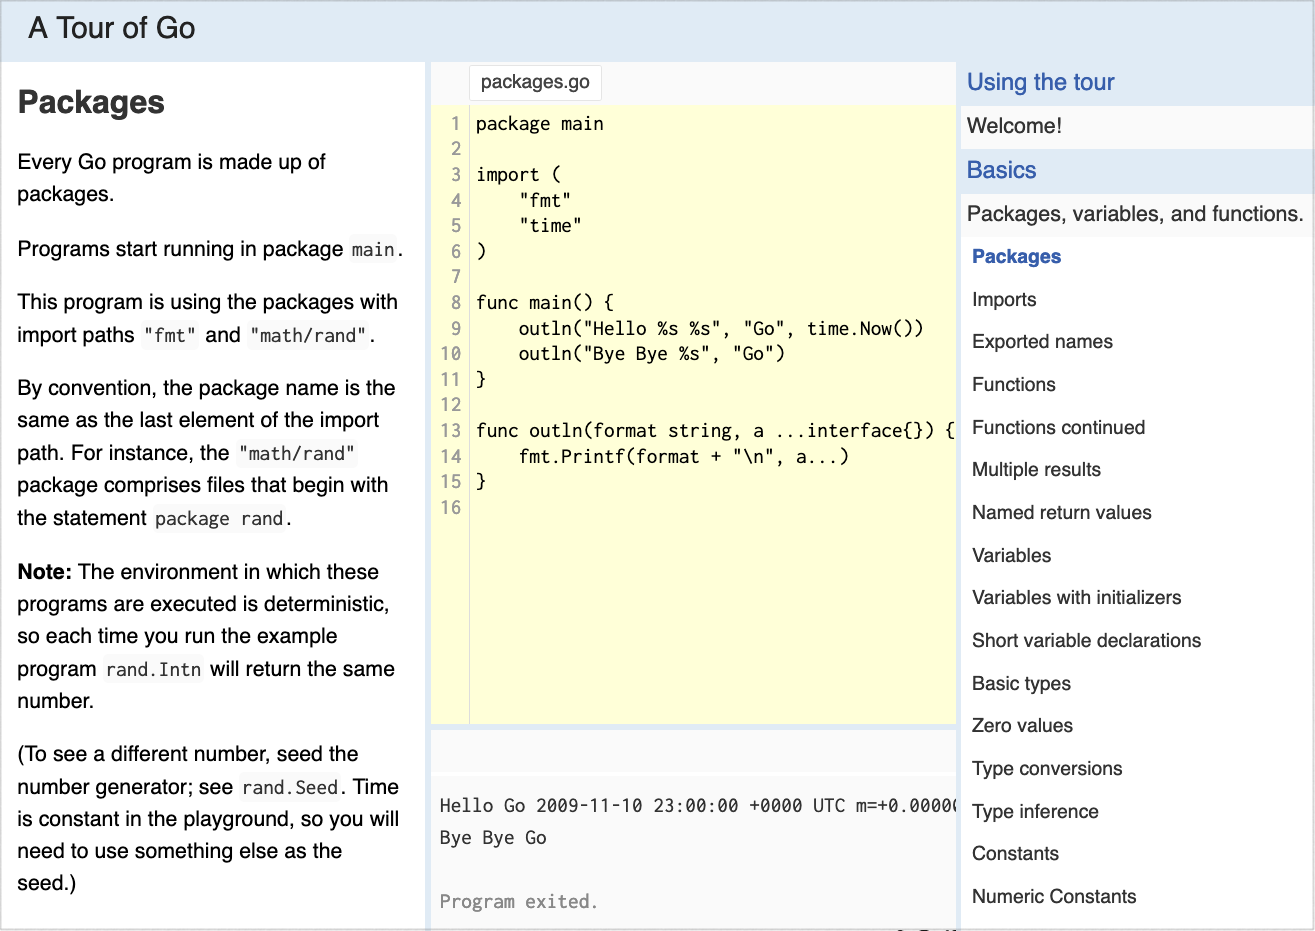 A Tour of Go
Packages
Every Go program is made up of
packages.
Programs start running in package main.
This program is using the packages with
import paths "fmt" and "math/rand".
By convention, the package name is the
same as the last element of the import
path. For instance, the "math/rand"
package comprises files that begin with
the statement package rand.
Note: The environment in which these
programs are executed is deterministic,
so each time you run the example
program rand.Intn will return the same
number.
(To see a different number, seed the
number generator; see rand.Seed. Time
is constant in the playground, so you will
need to use something else as the
seed.)
packages.go
1 package main
2
3 import (
4     "fmt"
5     "time"
6 )
7
8 func main() {
9     outln("Hello %s %s", "Go", time.Now())
10     outln("Bye Bye %s", "Go")
11 }
12
13 func outln(format string, a ...interface{}) {
14     fmt.Printf(format + "\n", a...)
15 }
16
Hello Go 2009-11-10 23:00:00 +0000 UTC m=+0.0000
Bye Bye Go
Program exited.
Using the tour
Welcome!
Basics
Packages, variables, and functions.
Packages
Imports
Exported names
Functions
Functions continued
Multiple results
Named return values
Variables
Variables with initializers
Short variable declarations
Basic types
Zero values
Type conversions
Type inference
Constants
Numeric Constants